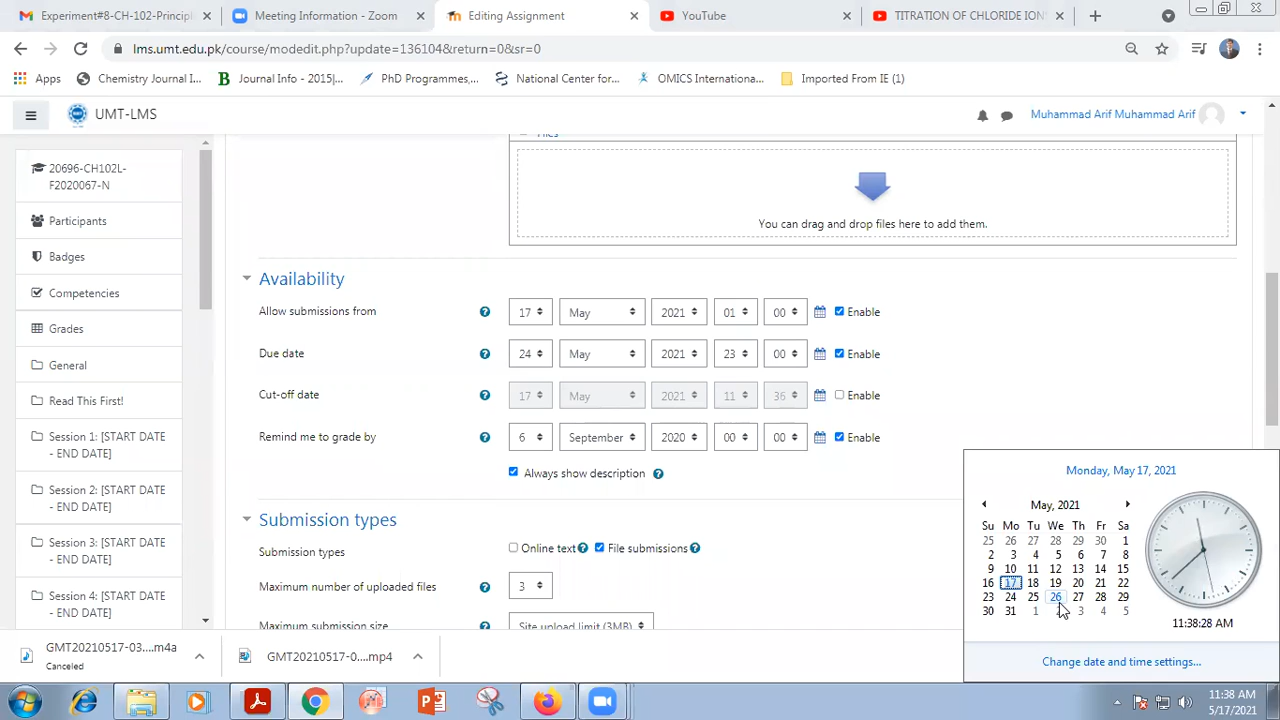 Experiment#8-CH-102-Princip
Meeting Information - Zoom
Editing Assignment
YouTube
TITRATION OF CHLORIDE ION
lms.umt.edu.pk/course/modedit.php?update=136104&return=0&sr=0
Apps
Chemistry Journal I...
Journal Info - 2015|...
PhD Programmes,...
National Center for...
OMICS Internationa...
Imported From IE (1)
UMT-LMS
Muhammad Arif Muhammad Arif
20696-CH102L-
F2020067-N
Participants
Badges
Competencies
Grades
General
Read This First!
Session 1: [START DATE
- END DATE]
Session 2: [START DATE
- END DATE]
Session 3: [START DATE
- END DATE]
Session 4: [START DATE
- END DATE]
Files
You can drag and drop files here to add them.
Availability
Allow submissions from 17 May 2021 01 00 Enable
Due date 24 May 2021 23 00 Enable
Cut-off date 17 May 2021 11 36 Enable
Remind me to grade by 6 September 2020 00 00 Enable
Always show description
Submission types
Submission types Online text File submissions
Maximum number of uploaded files 3
Maximum submission size Site upload limit (3MB)
Monday, May 17, 2021
May, 2021
Su Mo Tu We Th Fr Sa
25 26 27 28 29 30 1
2 3 4 5 6 7 8
9 10 11 12 13 14 15
16 17 18 19 20 21 22
23 24 25 26 27 28 29
30 31 1 3 4 5
11:38:28 AM
Change date and time settings...
GMT20210517-03....m4a
Canceled
GMT20210517-0....mp4
11:38 AM
5/17/2021